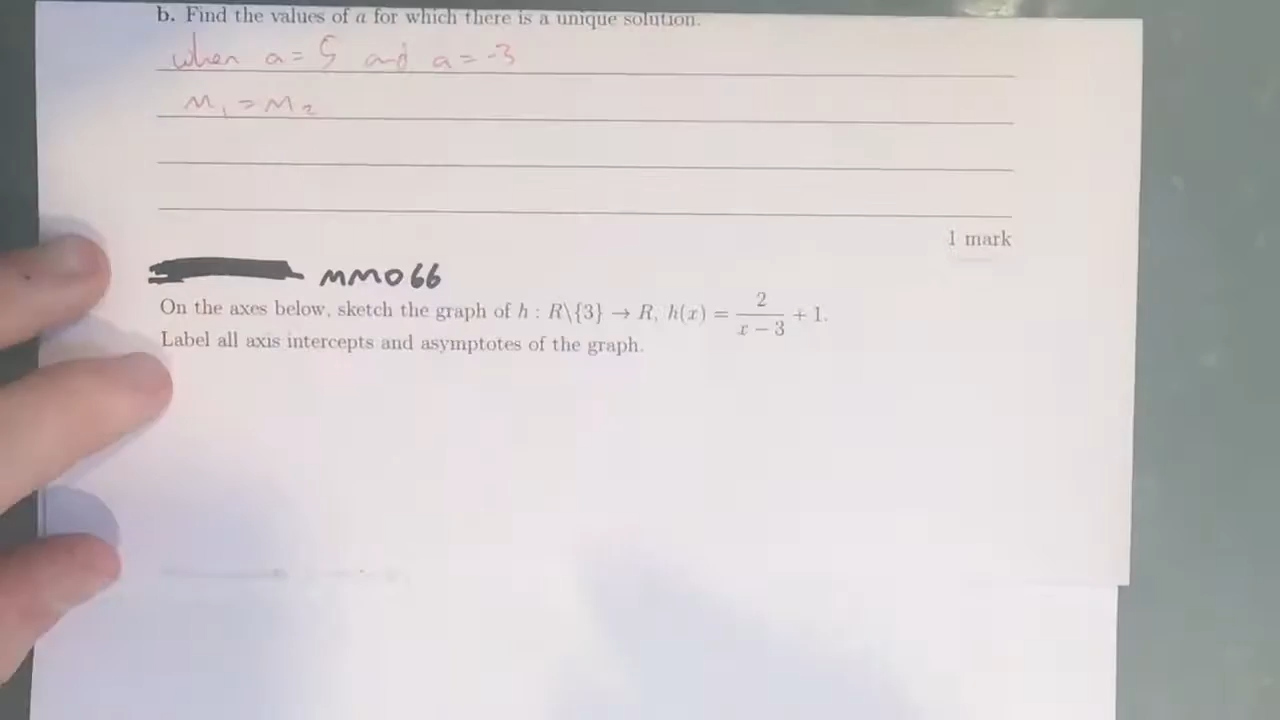 b. Find the values of a for which there is a unique solution.
when a = 5 and a = -3
m₁ = m₂
1 mark
MM066
On the axes below, sketch the graph of h : R\{3} → R, h(x) = 2/(x − 3) + 1.
Label all axis intercepts and asymptotes of the graph.